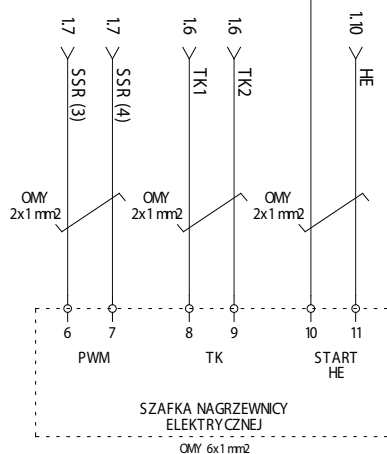 1.7
1.7
1.6
1.6
1.10
SSR (3)
SSR (4)
TK1
TK2
HE
OMY
2x1 mm2
OMY
2x1 mm2
OMY
2x1 mm2
6
7
8
9
10
11
PWM
TK
START
HE
SZAFKA NAGRZEWNICY
ELEKTRYCZNEJ
OMY 6x1 mm2